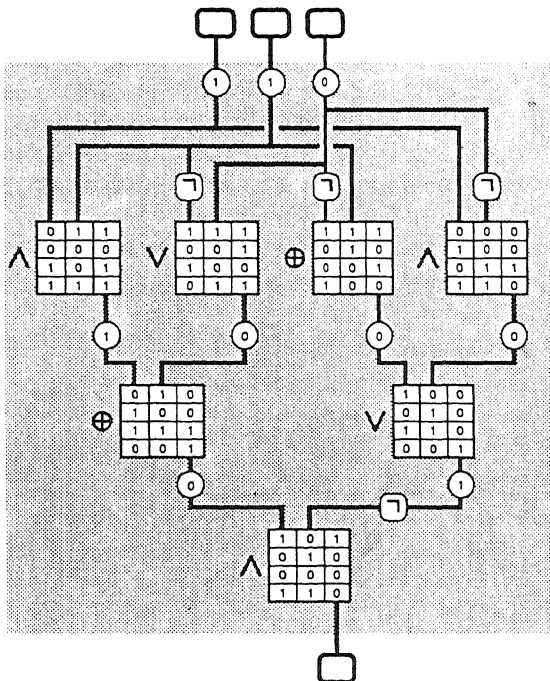 1 1 0
ㄱ ㄱ ㄱ
0 1 1 1 1 1 1 1 1 0 0 0
0 0 0 0 0 1 0 1 0 1 0 0
∧ ∨ ⊕ ∧
1 0 1 1 0 0 1 0 0 0 1 1
1 1 1 0 1 1 0 0 1 1 1 0
1 0 0 0
0 1 0 1 0 0
1 0 0 0 1 0
⊕ ∨
1 1 1 1 1 0
0 0 1 0 0 1
0 1
ㄱ
1 0 1
0 1 0
∧
0 0 0
1 1 0